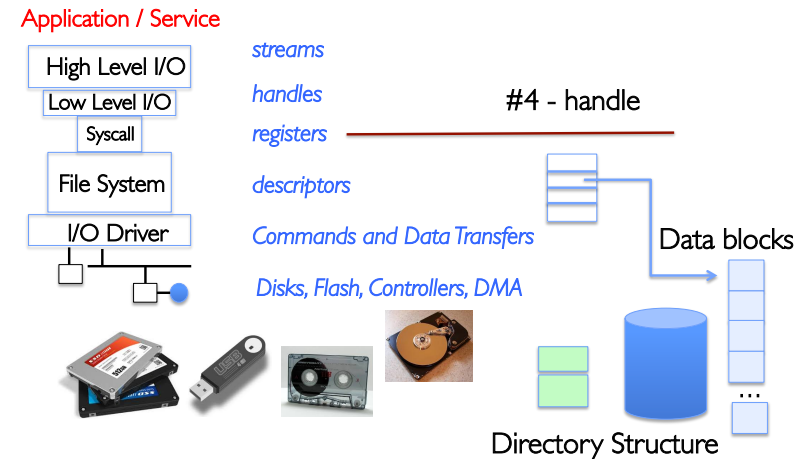 Application / Service
High Level I/O
streams
Low Level I/O
handles
#4 - handle
Syscall
registers
File System
descriptors
I/O Driver
Commands and Data Transfers
Data blocks
Disks, Flash, Controllers, DMA
USB
...
Directory Structure